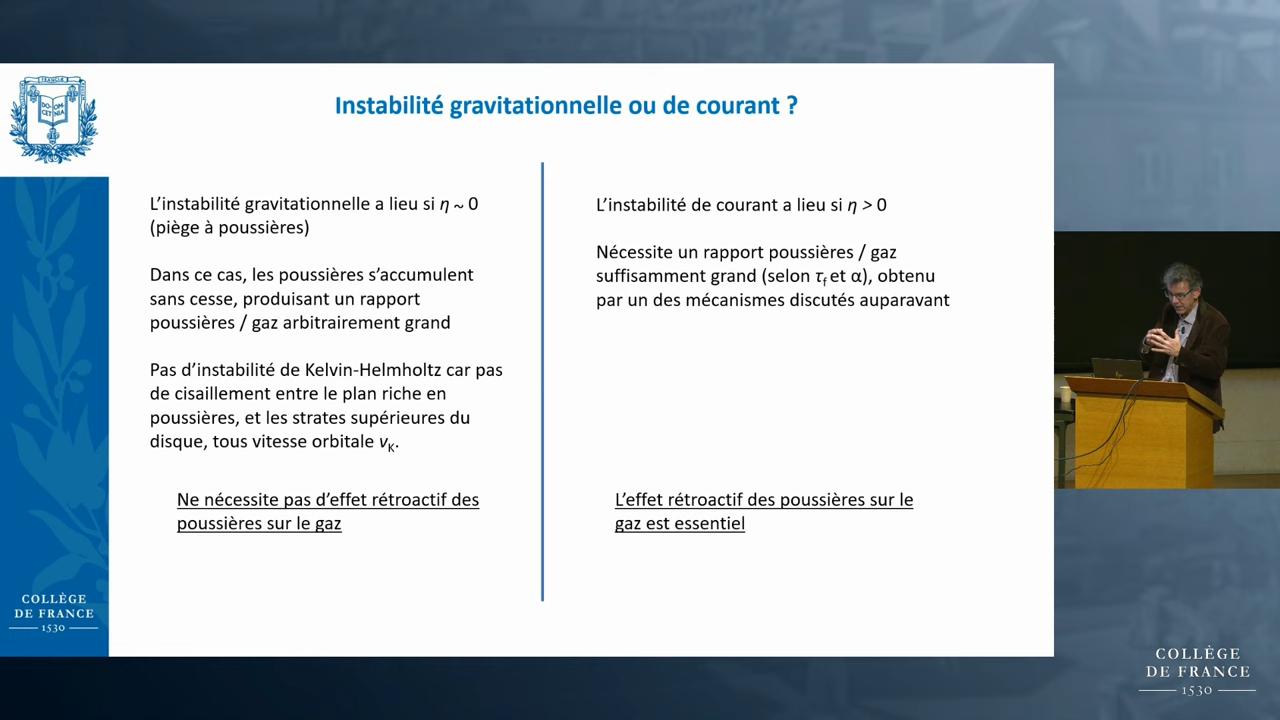 Instabilité gravitationnelle ou de courant ?
L'instabilité gravitationnelle a lieu si η ~ 0
(piège à poussières)
Dans ce cas, les poussières s'accumulent
sans cesse, produisant un rapport
poussières / gaz arbitrairement grand
Pas d'instabilité de Kelvin-Helmholtz car pas
de cisaillement entre le plan riche en
poussières, et les strates supérieures du
disque, tous vitesse orbitale vK.
Ne nécessite pas d'effet rétroactif des
poussières sur le gaz
L'instabilité de courant a lieu si η > 0
Nécessite un rapport poussières / gaz
suffisamment grand (selon τf et α), obtenu
par un des mécanismes discutés auparavant
L'effet rétroactif des poussières sur le
gaz est essentiel
COLLÈGE
DE FRANCE
1530
COLLÈGE
DE FRANCE
1530